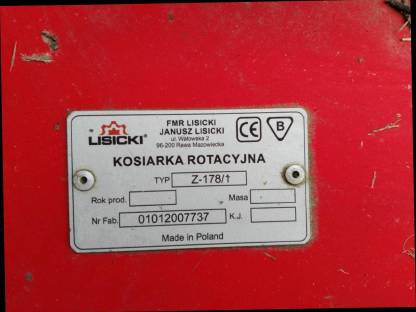 LISICKI
FMR LISICKI
JANUSZ LISICKI
ul. Wałowska 2
96-200 Rawa Mazowiecka
CE B
KOSIARKA ROTACYJNA
TYP Z-178/1
Rok prod. Masa
Nr Fab. 01012007737 K.J.
Made in Poland